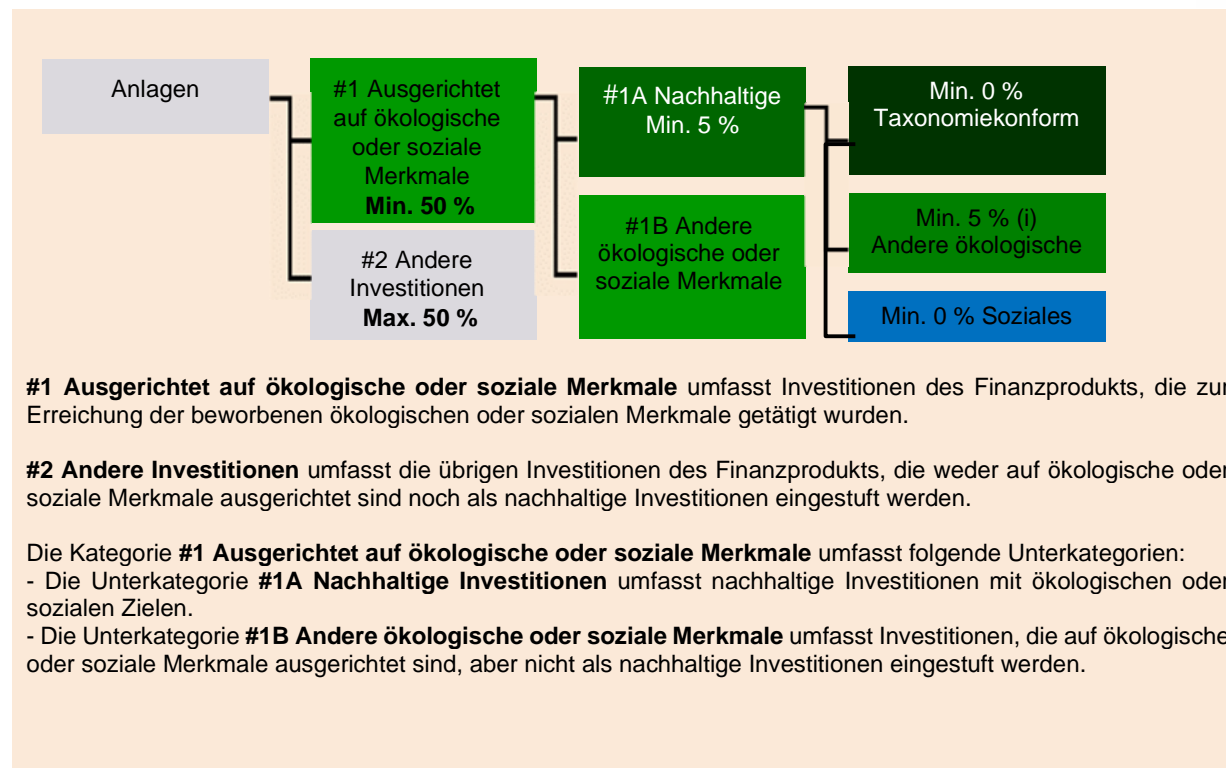 Anlagen
#1 Ausgerichtet
auf ökologische
oder soziale
Merkmale
Min. 50 %
#2 Andere
Investitionen
Max. 50 %
#1A Nachhaltige
Min. 5 %
#1B Andere
ökologische oder
soziale Merkmale
Min. 0 %
Taxonomiekonform
Min. 5 % (i)
Andere ökologische
Min. 0 % Soziales
#1 Ausgerichtet auf ökologische oder soziale Merkmale umfasst Investitionen des Finanzprodukts, die zur
Erreichung der beworbenen ökologischen oder sozialen Merkmale getätigt wurden.
#2 Andere Investitionen umfasst die übrigen Investitionen des Finanzprodukts, die weder auf ökologische oder
soziale Merkmale ausgerichtet sind noch als nachhaltige Investitionen eingestuft werden.
Die Kategorie #1 Ausgerichtet auf ökologische oder soziale Merkmale umfasst folgende Unterkategorien:
- Die Unterkategorie #1A Nachhaltige Investitionen umfasst nachhaltige Investitionen mit ökologischen oder
sozialen Zielen.
- Die Unterkategorie #1B Andere ökologische oder soziale Merkmale umfasst Investitionen, die auf ökologische
oder soziale Merkmale ausgerichtet sind, aber nicht als nachhaltige Investitionen eingestuft werden.